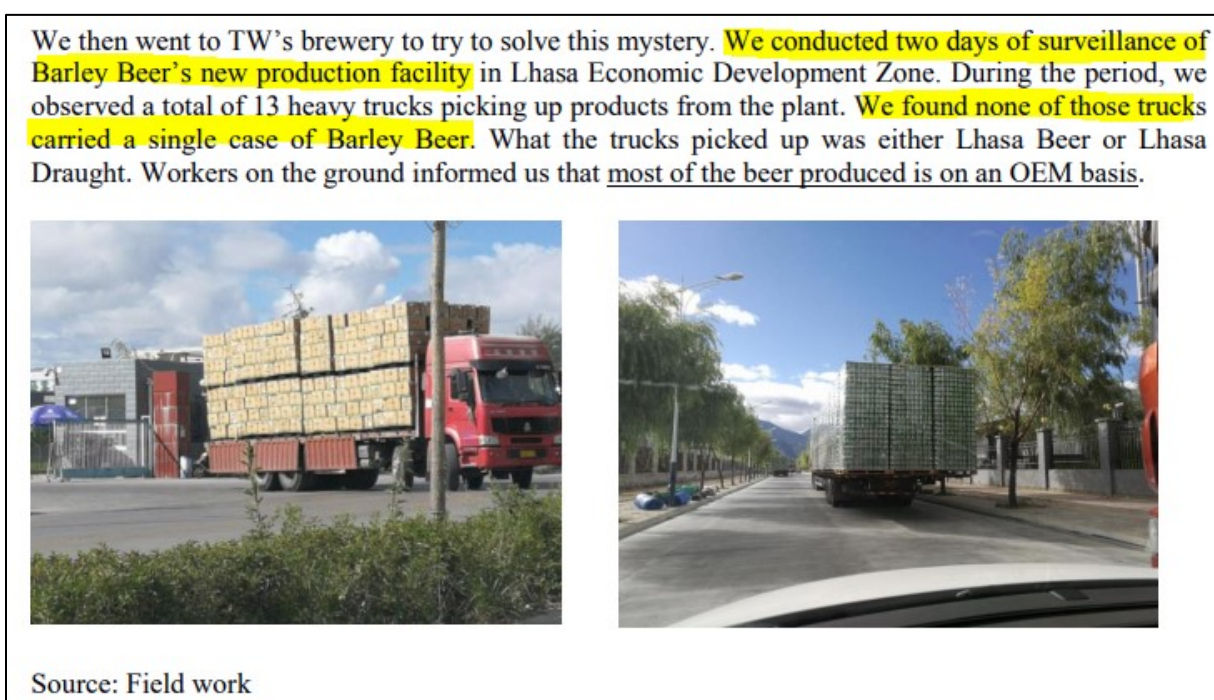 We then went to TW's brewery to try to solve this mystery. We conducted two days of surveillance of
Barley Beer's new production facility in Lhasa Economic Development Zone. During the period, we
observed a total of 13 heavy trucks picking up products from the plant. We found none of those trucks
carried a single case of Barley Beer. What the trucks picked up was either Lhasa Beer or Lhasa
Draught. Workers on the ground informed us that most of the beer produced is on an OEM basis.
Source: Field work